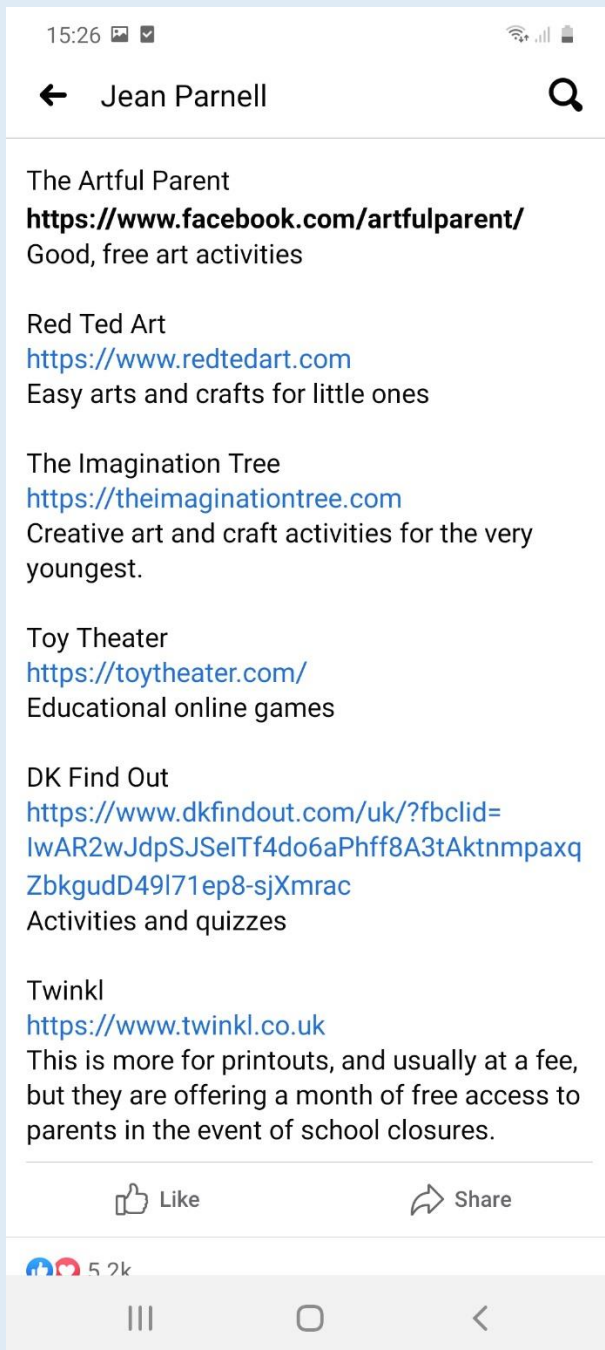 15:26
Jean Parnell
The Artful Parent
https://www.facebook.com/artfulparent/
Good, free art activities
Red Ted Art
https://www.redtedart.com
Easy arts and crafts for little ones
The Imagination Tree
https://theimaginationtree.com
Creative art and craft activities for the very
youngest.
Toy Theater
https://toytheater.com/
Educational online games
DK Find Out
https://www.dkfindout.com/uk/?fbclid=
IwAR2wJdpSJSeITf4do6aPhff8A3tAktnmpaxq
ZbkgudD49l71ep8-sjXmrac
Activities and quizzes
Twinkl
https://www.twinkl.co.uk
This is more for printouts, and usually at a fee,
but they are offering a month of free access to
parents in the event of school closures.
Like Share
5.2k